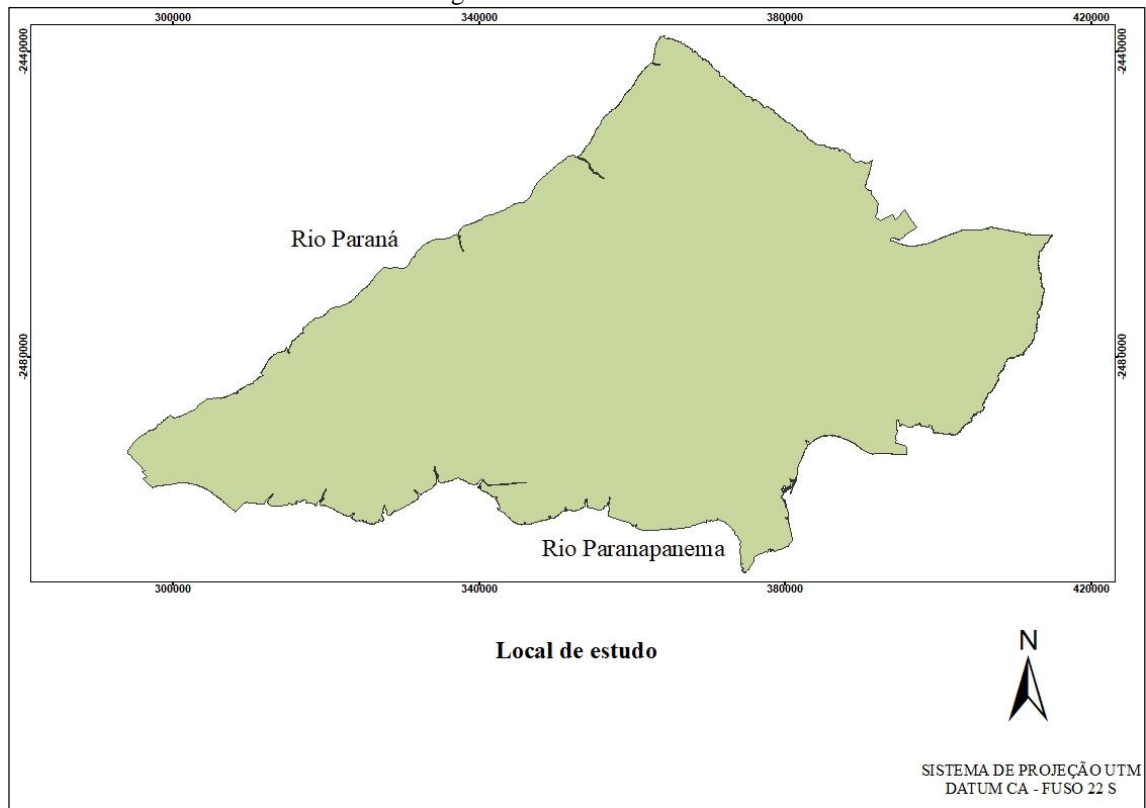 300000 340000 380000 420000
-2440000 -2440000
Rio Paraná
-2480000 -2480000
Rio Paranapanema
300000 340000 380000 420000
Local de estudo
N
SISTEMA DE PROJEÇÃO UTM
DATUM CA - FUSO 22 S